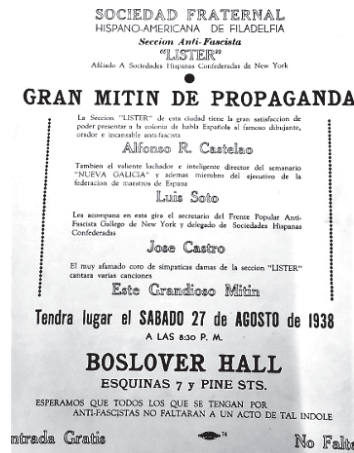 SOCIEDAD FRATERNAL
HISPANO-AMERICANA DE FILADELFIA
Seccion Anti-Fascista
"LISTER"
Afiliado A Sociedades Hispanas Confederadas de New York
GRAN MITIN DE PROPAGANDA
La Seccion "LISTER" de esta ciudad tiene la gran satisfaccion de
poder presentar a la colonia de habla Española al famoso dibujante,
orador e incansable anti-fascista
Alfonso R. Castelao
Tambien el valiente luchador e inteligente director del semanario
"NUEVA GALICIA" y ademas miembro del ejecutivo de la
federacion de maestros de Espana
Luis Soto
Les acompana en esta gira el secretario del Frente Popular Anti-
Fascista Gallego de New York y delegado de Sociedades Hispanas
Confederadas
Jose Castro
El muy afamado coro de simpaticas damas de la seccion "LISTER"
cantara varias canciones
Este Grandioso Mitin
Tendra lugar el SABADO 27 de AGOSTO de 1938
A LAS 8:30 P. M.
BOSLOVER HALL
ESQUINAS 7 y PINE STS.
ESPERAMOS QUE TODOS LOS QUE SE TENGAN POR
ANTI-FASCISTAS NO FALTARAN A UN ACTO DE TAL INDOLE
ntrada Gratis
No Falte